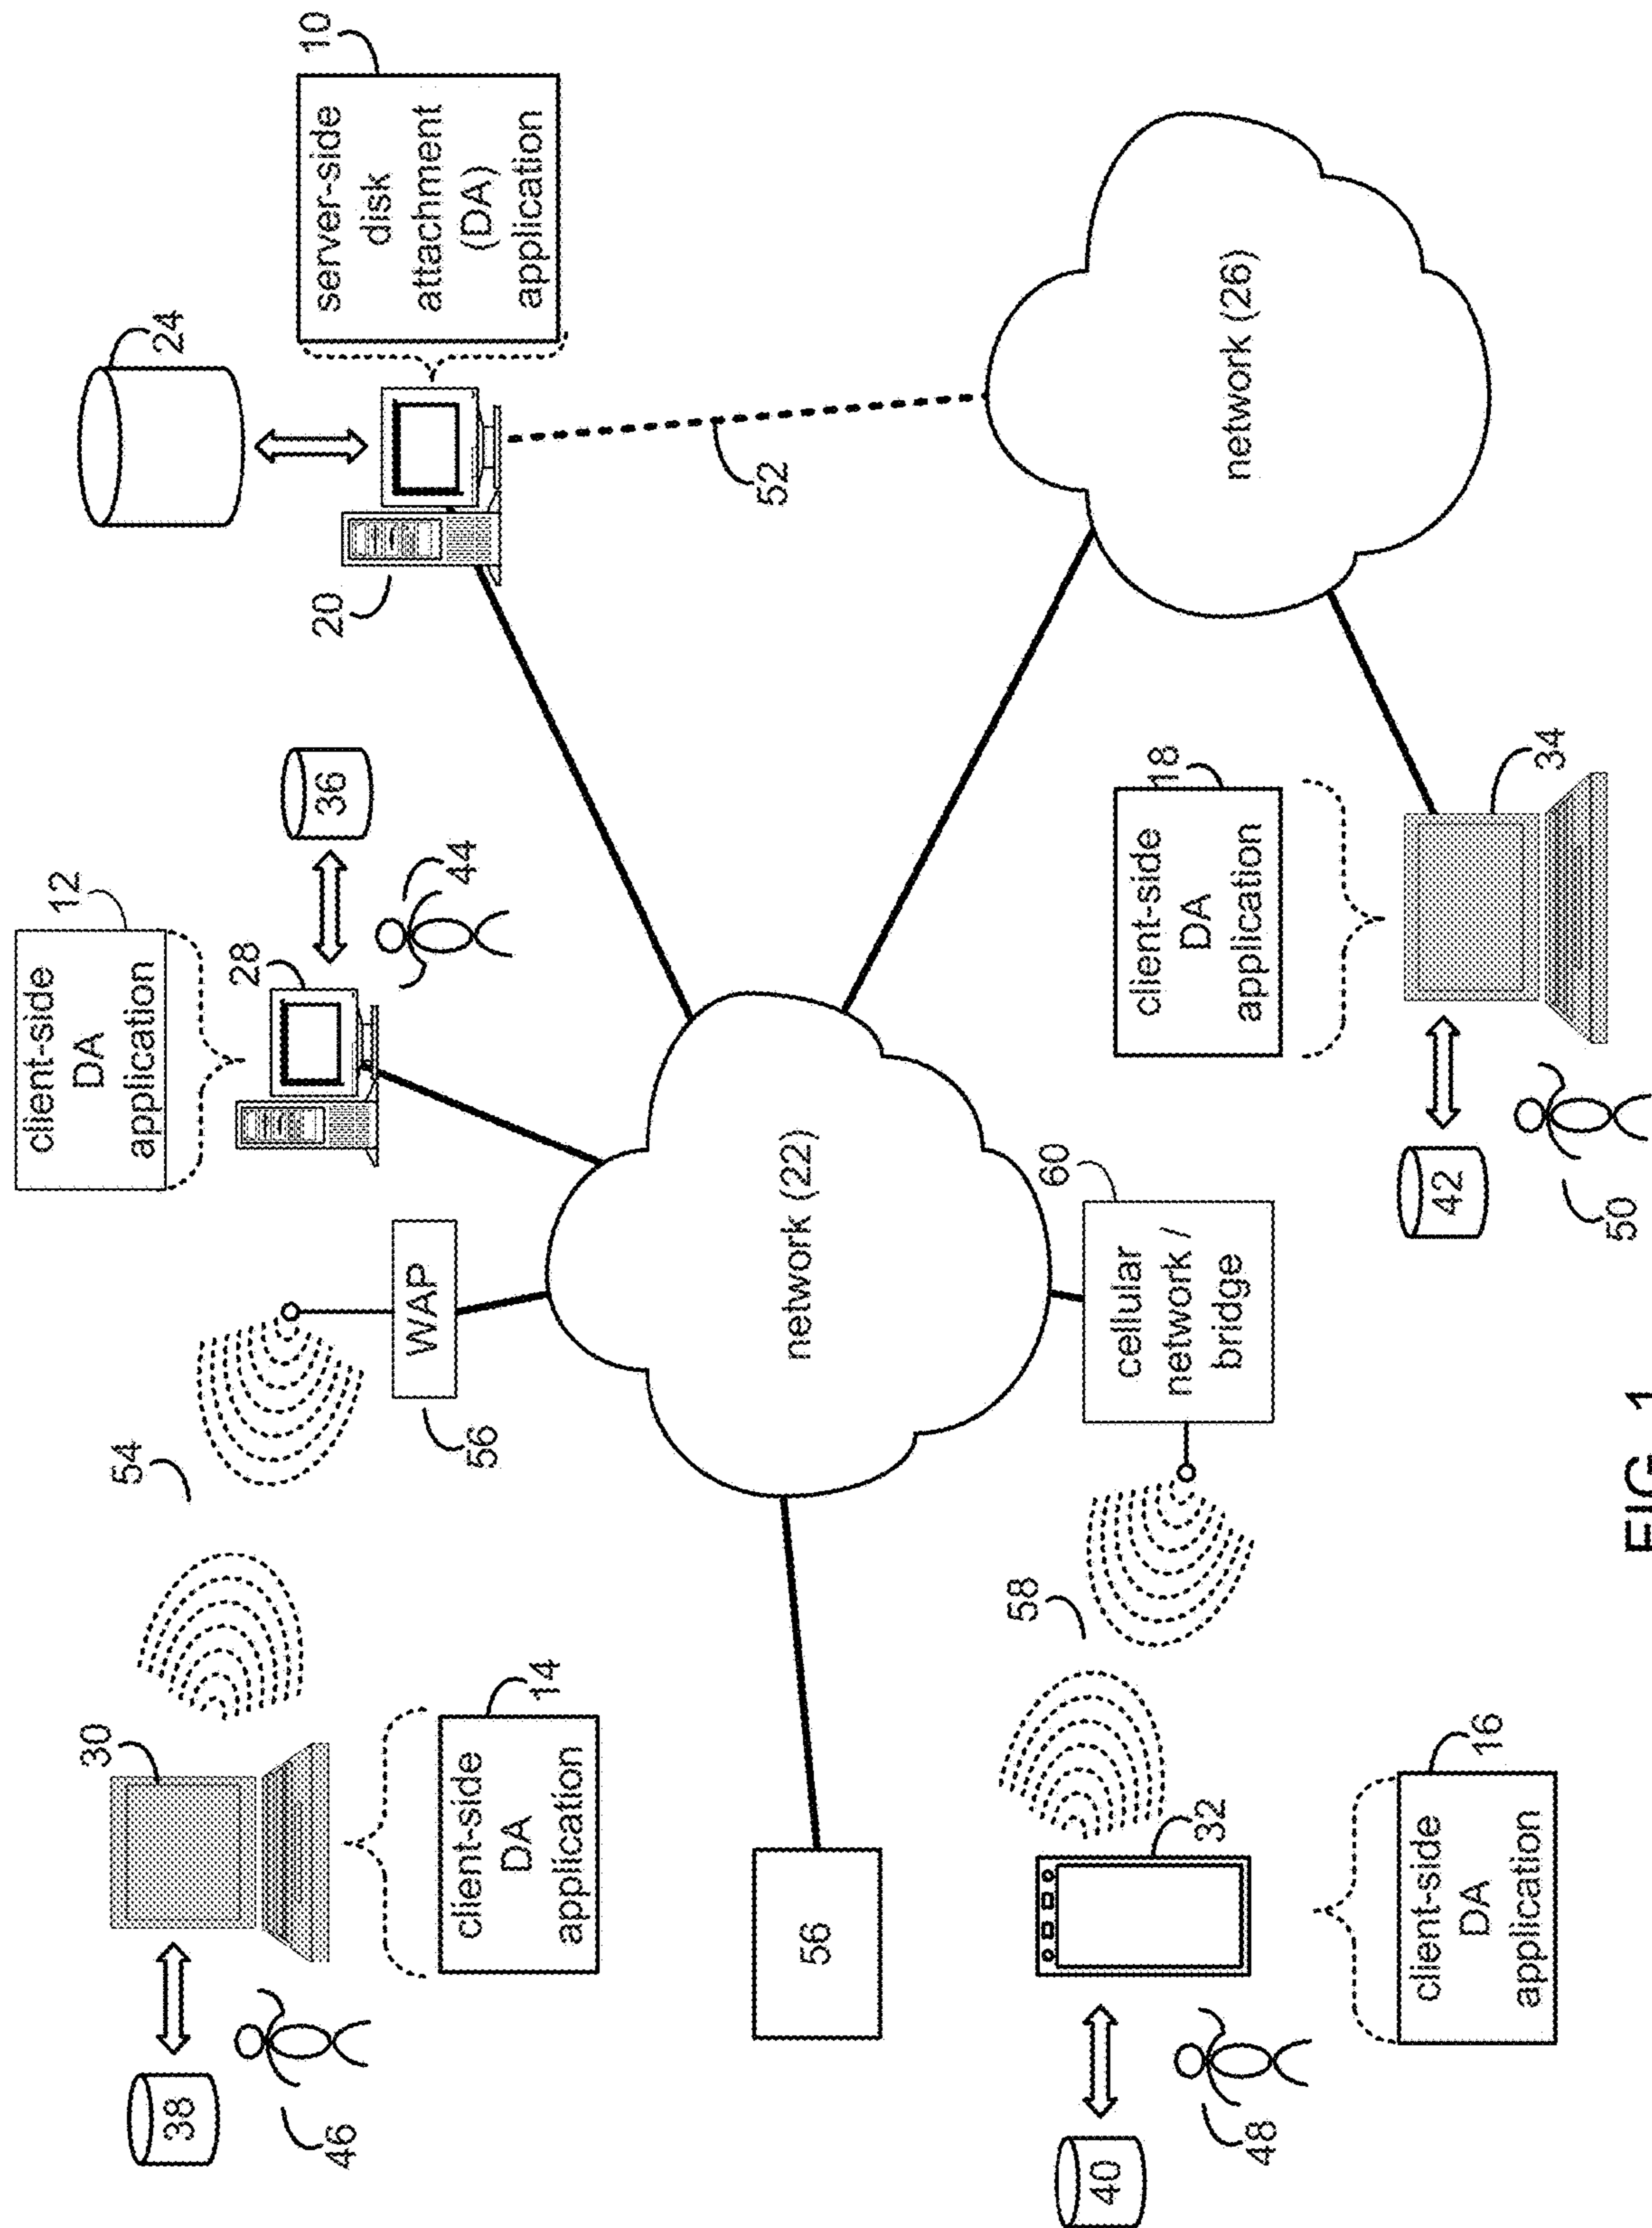 12
client-side
DA
application
30
54
24
38
28
10
server-side
disk
attachment
(DA)
application
20
36
46
44
WAP
56
14
client-side
DA
application
52
network (22)
56
58
60
cellular
network /
bridge
40
32
48
18
client-side
DA
application
network (26)
16
client-side
DA
application
42
34
50
FIG. 1